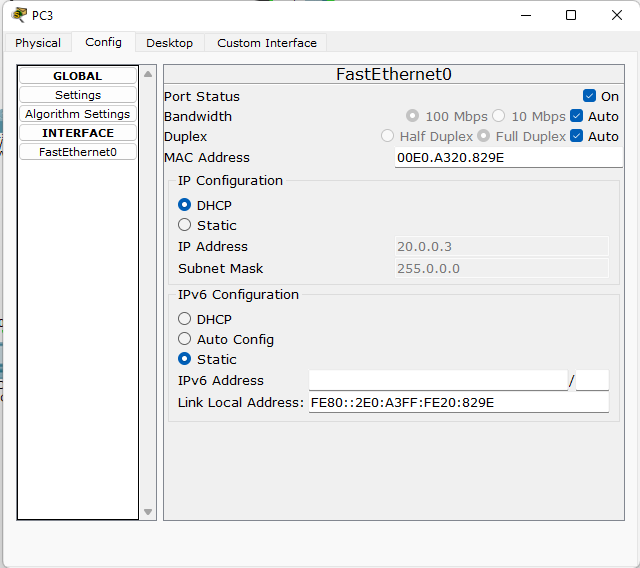 PC3
Physical Config Desktop Custom Interface
GLOBAL
Settings
Algorithm Settings
INTERFACE
FastEthernet0
FastEthernet0
Port Status On
Bandwidth 100 Mbps 10 Mbps Auto
Duplex Half Duplex Full Duplex Auto
MAC Address 00E0.A320.829E
IP Configuration
DHCP
Static
IP Address 20.0.0.3
Subnet Mask 255.0.0.0
IPv6 Configuration
DHCP
Auto Config
Static
IPv6 Address /
Link Local Address: FE80::2E0:A3FF:FE20:829E